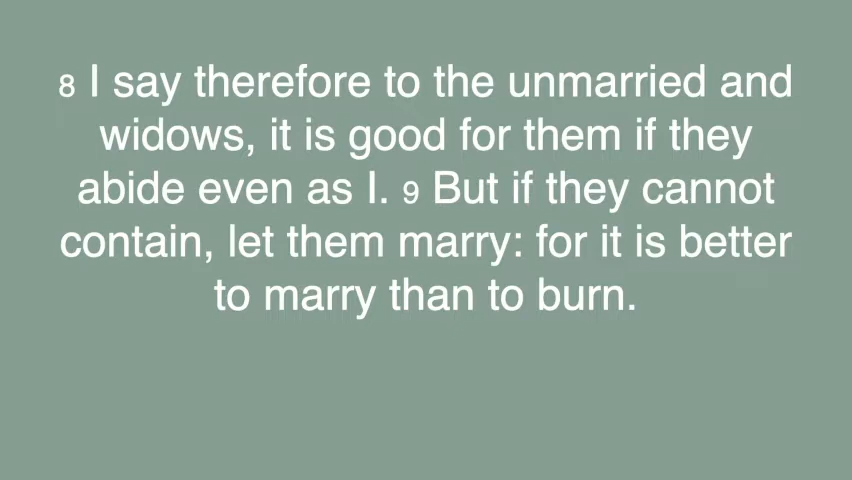 8 I say therefore to the unmarried and
widows, it is good for them if they
abide even as I. 9 But if they cannot
contain, let them marry: for it is better
to marry than to burn.